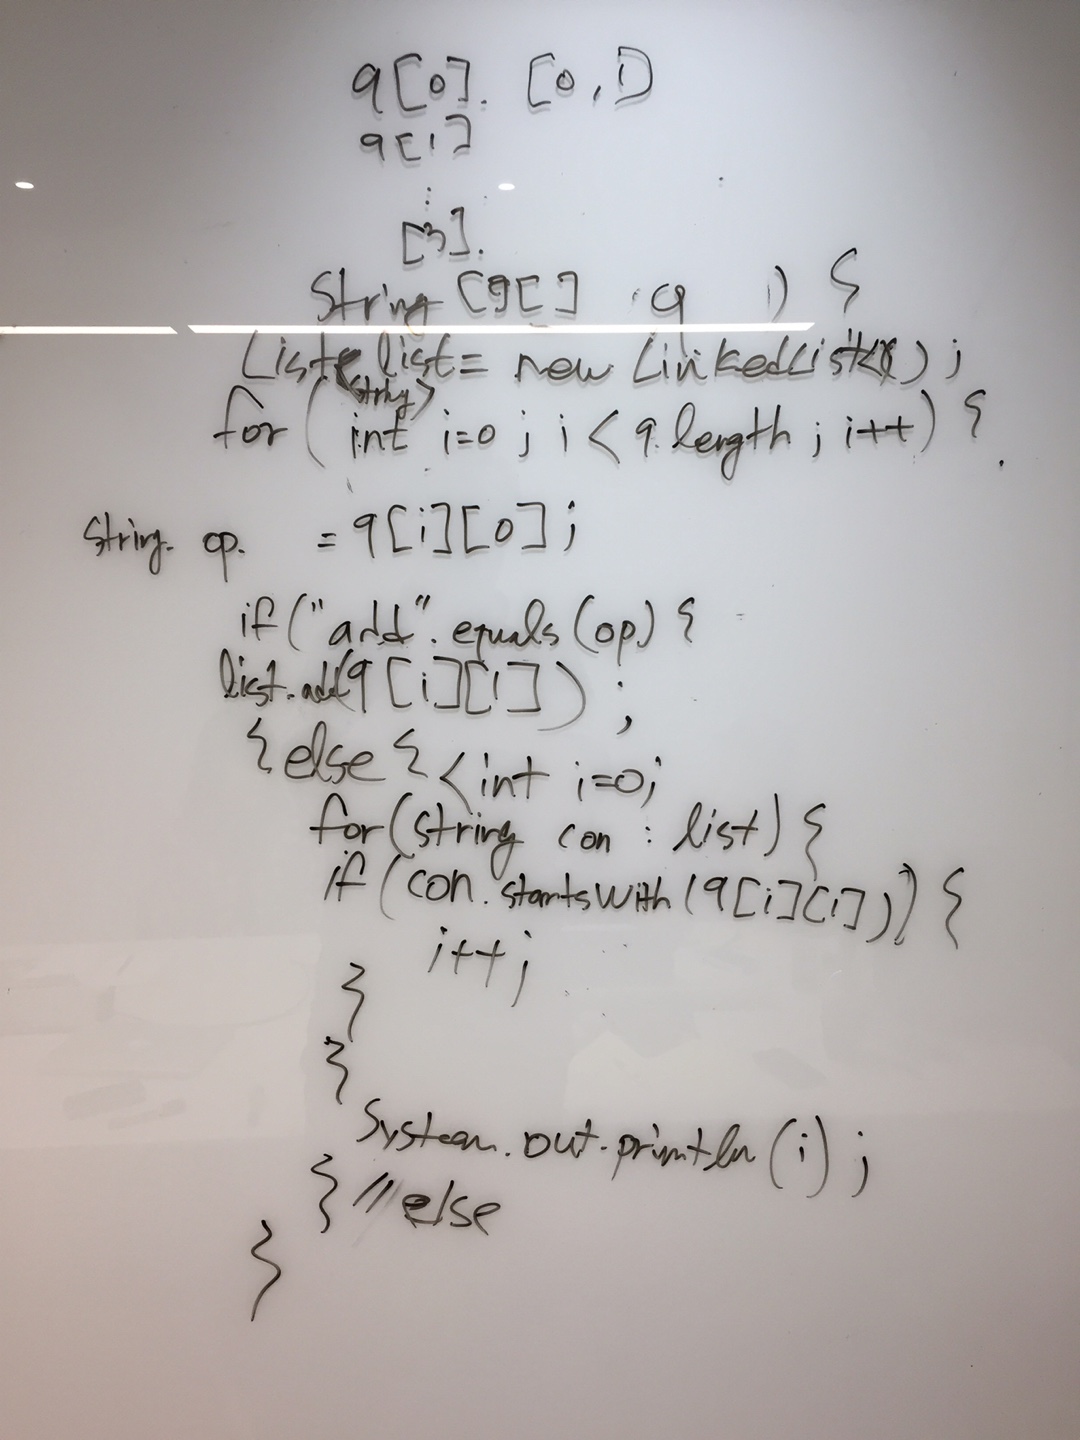 q[0]. [0,1)
q[1]
⋮
[3].
String [q[] q ) {
List list= new LinkedList<>();
<string>
for (int i=0; i < q.length; i++) {
String op. = q[i][0];
if ("add".equals(op) {
list.add(q[i][1]);
{ else { <int i=0;
for (string con : list) {
if (con.startsWith(q[i][1])) {
i++;
}
}
System.out.println(i);
} // else
}